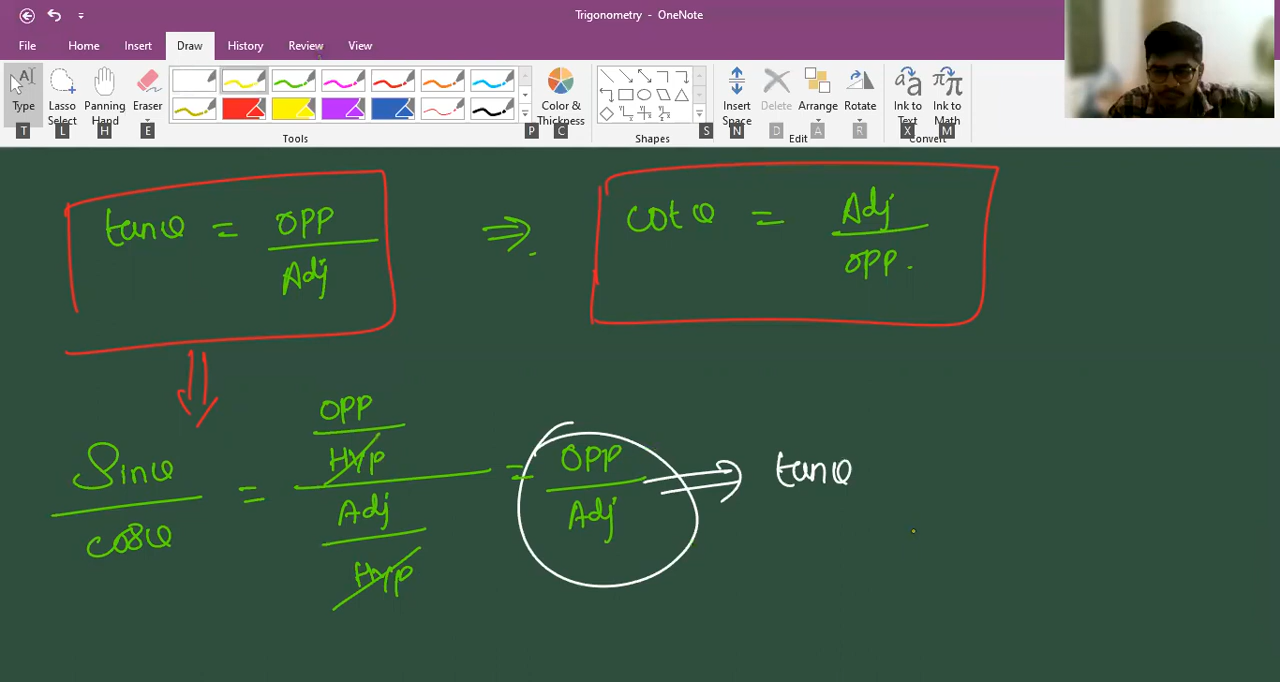 Trigonometry - OneNote
File Home Insert Draw History Review View
Type Lasso Select Panning Hand Eraser Color & Thickness Insert Space Delete Arrange Rotate Ink to Text Ink to Math
T L H E P C S N D A R X M
Tools Shapes Edit Convert
tanθ = OPP / Adj ⇒ cotθ = Adj / OPP.
Sinθ / cosθ = OPP / Hyp / Adj / Hyp = OPP / Adj ⇒ tanθ